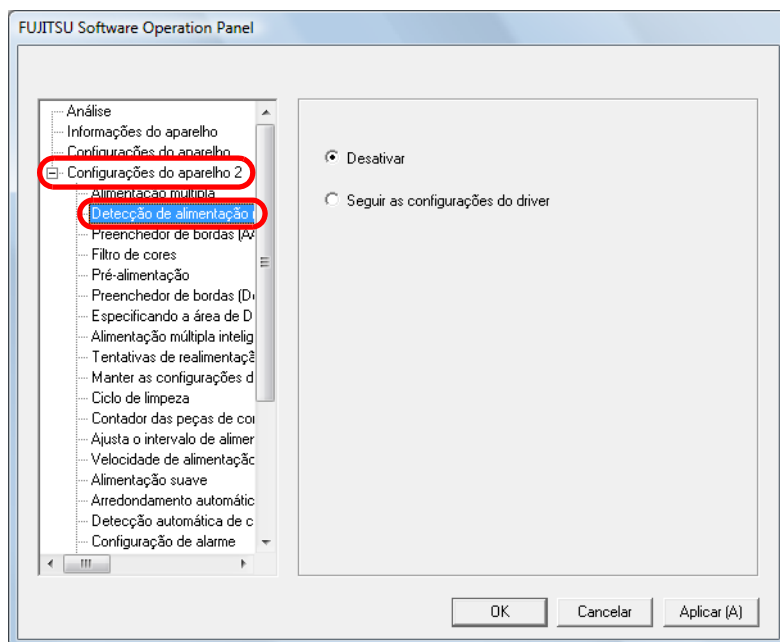 FUJITSU Software Operation Panel
Análise
Informações do aparelho
Configurações do aparelho
Configurações do aparelho 2
Alimentação múltipla
Detecção de alimentação
Preenchedor de bordas (A
Filtro de cores
Pré-alimentação
Preenchedor de bordas (D
Especificando a área de D
Alimentação múltipla intelig
Tentativas de realimentaçã
Manter as configurações d
Ciclo de limpeza
Contador das peças de co
Ajusta o intervalo de alimer
Velocidade de alimentação
Alimentação suave
Arredondamento automátic
Detecção automática de c
Configuração de alarme
Desativar
Seguir as configurações do driver
OK
Cancelar
Aplicar (A)